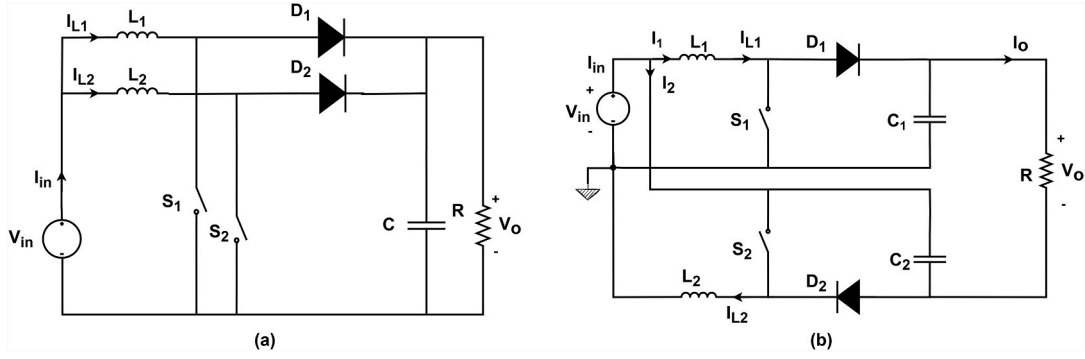 I_L1 L_1 D_1
I_L2 L_2 D_2
I_in
S_1
S_2
V_in
+
-
C
R
+
V_o
-
(a)
I_in
I_1
L_1
I_L1
D_1
I_o
I_2
+
V_in
-
S_1
C_1
+
R
V_o
-
S_2
C_2
L_2
D_2
I_L2
(b)